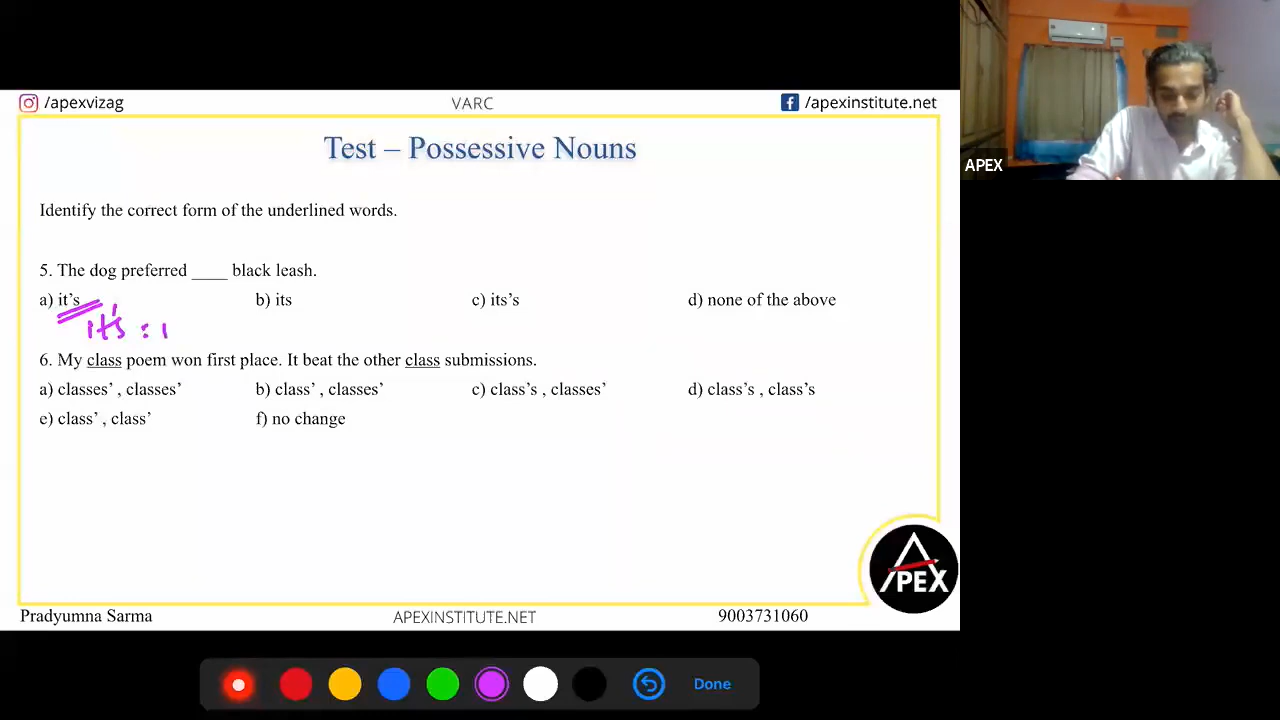 /apexvizag
VARC
/apexinstitute.net
Test – Possessive Nouns
APEX
Identify the correct form of the underlined words.
5. The dog preferred ____ black leash.
a) it’s b) its c) its’s d) none of the above
it's : I
6. My class poem won first place. It beat the other class submissions.
a) classes’ , classes’ b) class’ , classes’ c) class’s , classes’ d) class’s , class’s
e) class’ , class’ f) no change
APEX
Pradyumna Sarma
APEXINSTITUTE.NET
9003731060
Done